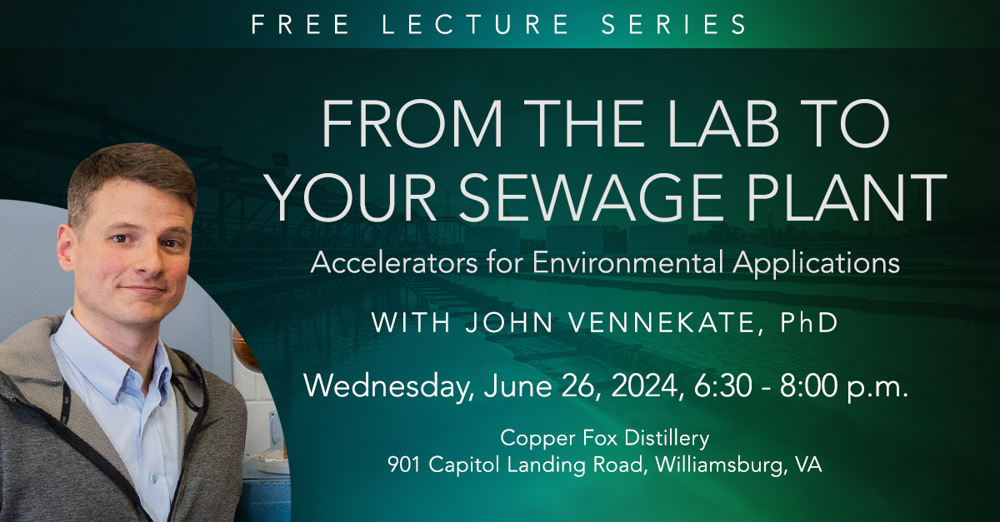 FREE LECTURE SERIES
FROM THE LAB TO
YOUR SEWAGE PLANT
Accelerators for Environmental Applications
WITH JOHN VENNEKATE, PhD
Wednesday, June 26, 2024, 6:30 - 8:00 p.m.
Copper Fox Distillery
901 Capitol Landing Road, Williamsburg, VA